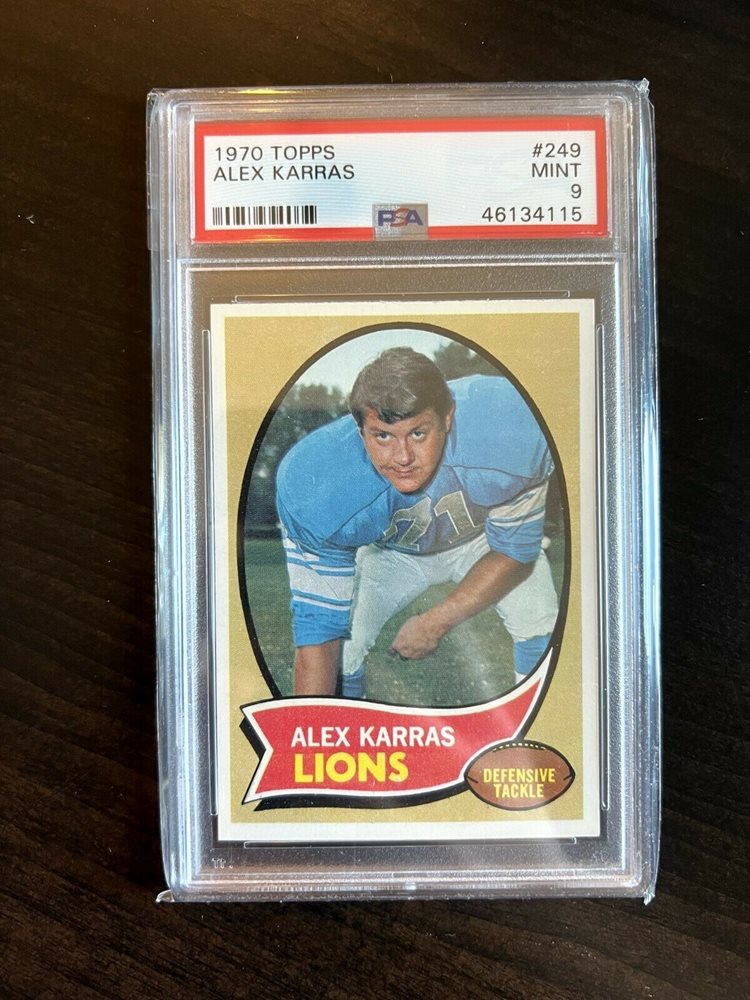 1970 TOPPS #249
ALEX KARRAS MINT
9
PSA 46134115
71
ALEX KARRAS
LIONS
DEFENSIVE
TACKLE